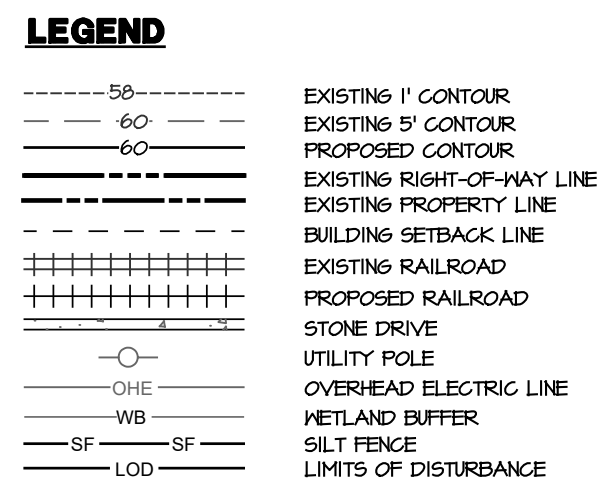 LEGEND
58 EXISTING 1' CONTOUR
60 EXISTING 5' CONTOUR
60 PROPOSED CONTOUR
EXISTING RIGHT-OF-WAY LINE
EXISTING PROPERTY LINE
BUILDING SETBACK LINE
EXISTING RAILROAD
PROPOSED RAILROAD
STONE DRIVE
UTILITY POLE
OHE OVERHEAD ELECTRIC LINE
WB WETLAND BUFFER
SF SF SILT FENCE
LOD LIMITS OF DISTURBANCE